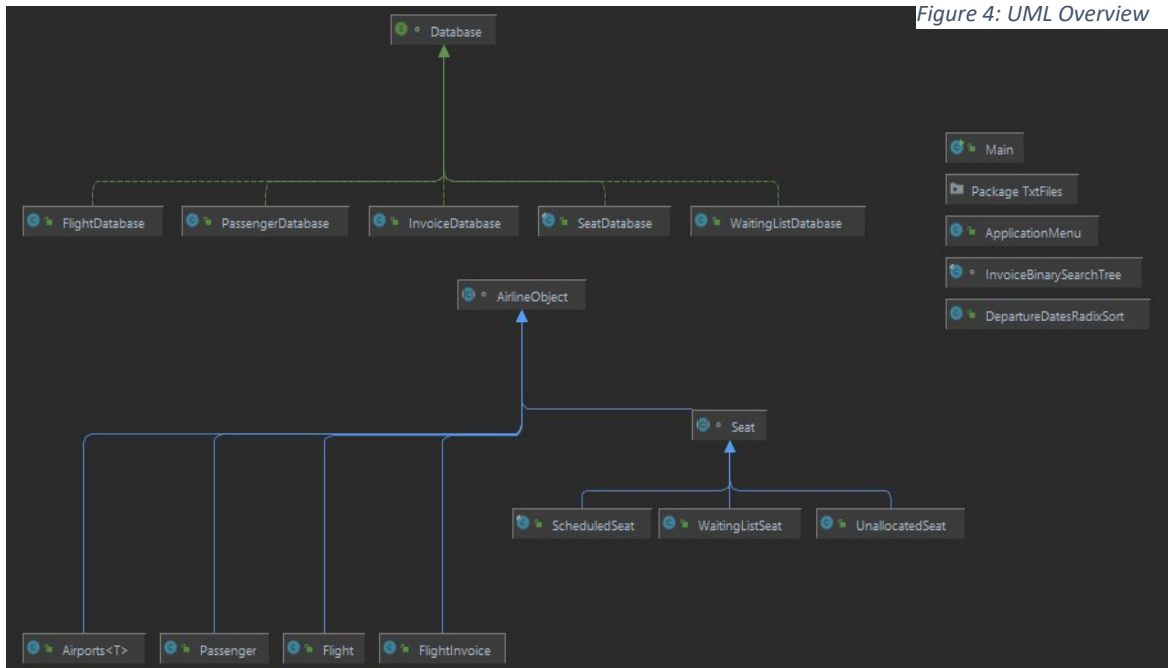 Figure 4: UML Overview
Database
Main
Package TxtFiles
FlightDatabase
PassengerDatabase
InvoiceDatabase
SeatDatabase
WaitingListDatabase
ApplicationMenu
InvoiceBinarySearchTree
AirlineObject
DepartureDatesRadixSort
Seat
ScheduledSeat
WaitingListSeat
UnallocatedSeat
Airports<T>
Passenger
Flight
FlightInvoice